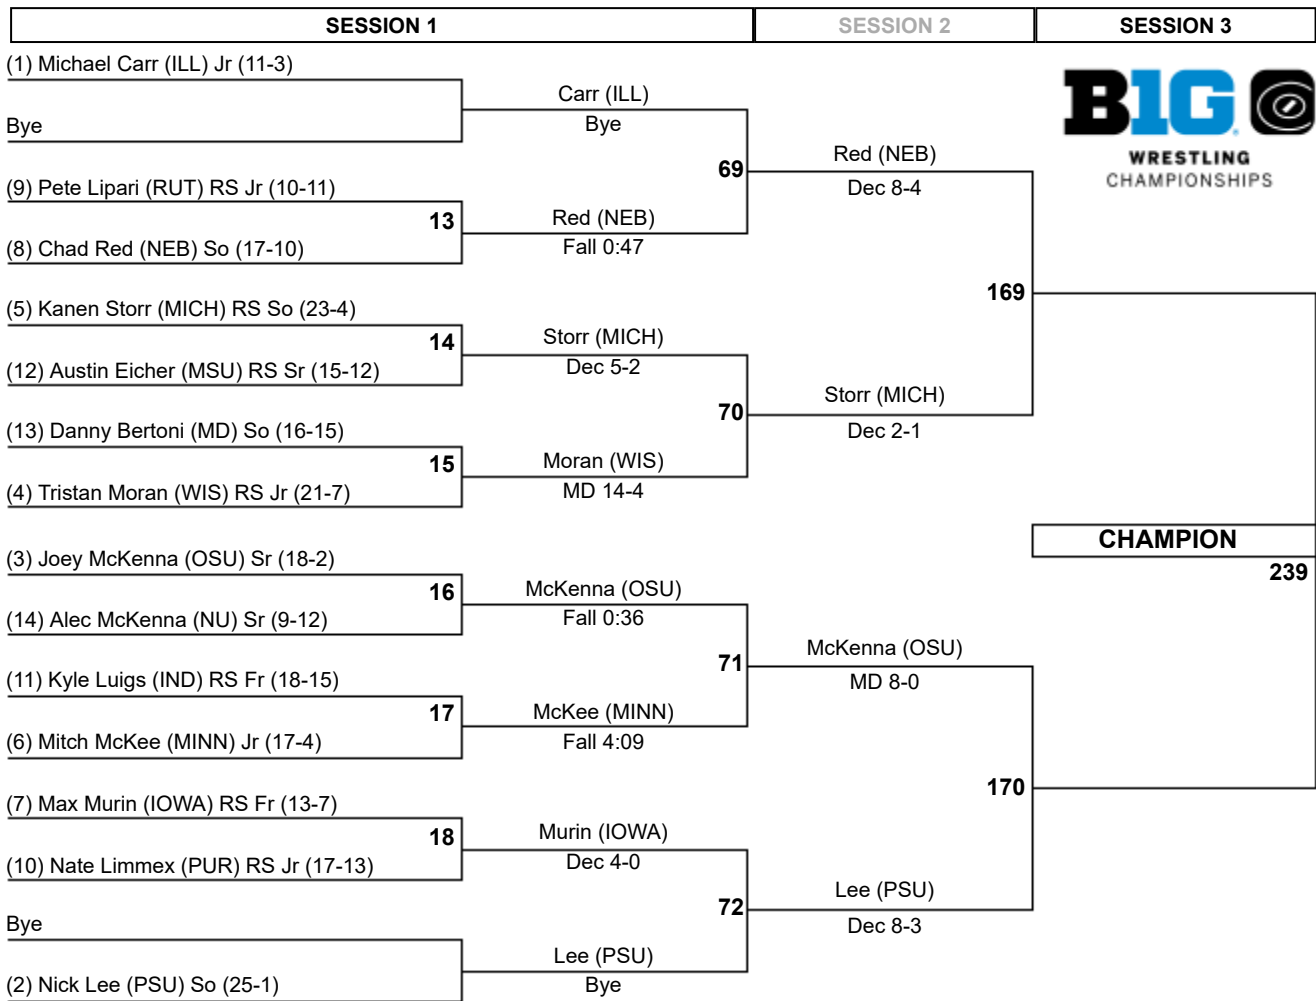 SESSION 1
SESSION 2
SESSION 3
(1) Michael Carr (ILL) Jr (11-3)
Bye
(9) Pete Lipari (RUT) RS Jr (10-11)
13
(8) Chad Red (NEB) So (17-10)
(5) Kanen Storr (MICH) RS So (23-4)
14
(12) Austin Eicher (MSU) RS Sr (15-12)
(13) Danny Bertoni (MD) So (16-15)
15
(4) Tristan Moran (WIS) RS Jr (21-7)
(3) Joey McKenna (OSU) Sr (18-2)
16
(14) Alec McKenna (NU) Sr (9-12)
(11) Kyle Luigs (IND) RS Fr (18-15)
17
(6) Mitch McKee (MINN) Jr (17-4)
(7) Max Murin (IOWA) RS Fr (13-7)
18
(10) Nate Limmex (PUR) RS Jr (17-13)
Bye
(2) Nick Lee (PSU) So (25-1)
Carr (ILL)
Bye
69
Red (NEB)
Fall 0:47
Storr (MICH)
Dec 5-2
70
Moran (WIS)
MD 14-4
McKenna (OSU)
Fall 0:36
71
McKee (MINN)
Fall 4:09
Murin (IOWA)
Dec 4-0
72
Lee (PSU)
Bye
Red (NEB)
Dec 8-4
169
Storr (MICH)
Dec 2-1
McKenna (OSU)
MD 8-0
170
Lee (PSU)
Dec 8-3
B1G
WRESTLING
CHAMPIONSHIPS
CHAMPION
239